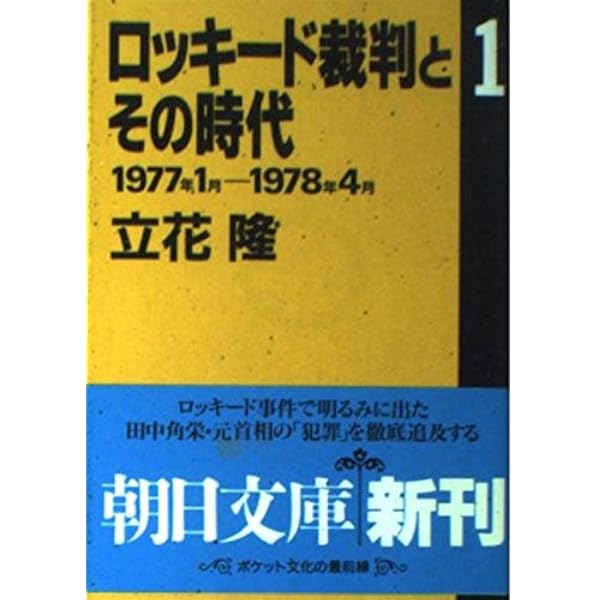 ロッキード裁判と
1
その時代
1977年1月—1978年4月
立花 隆
ロッキード事件で明るみに出た
田中角栄・元首相の「犯罪」を徹底追及する
朝日文庫 新刊
ポケット文化の最前線